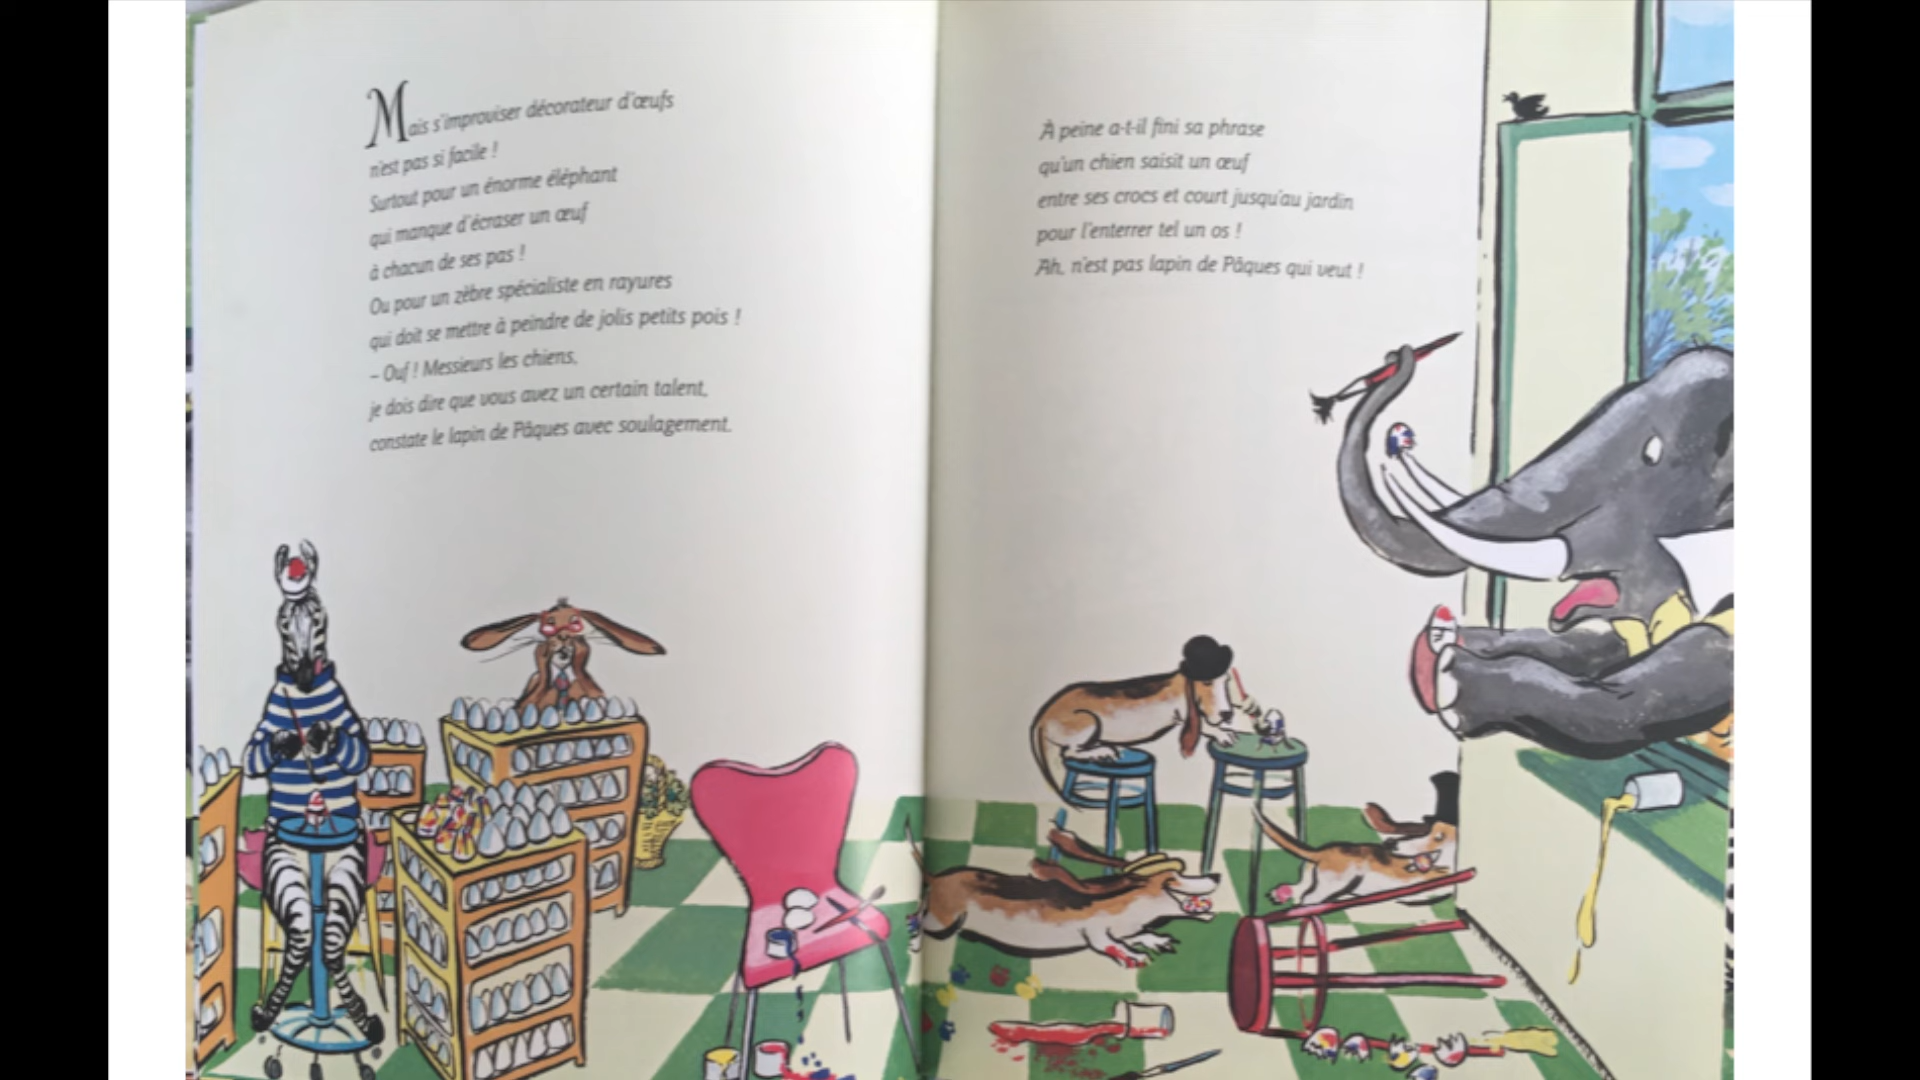 Mais s'improviser décorateur d'œufs
n'est pas si facile !
Surtout pour un énorme éléphant
qui manque d'écraser un œuf
à chacun de ses pas !
Ou pour un zèbre spécialiste en rayures
qui doit se mettre à peindre de jolis petits pois !
– Ouf ! Messieurs les chiens,
je dois dire que vous avez un certain talent,
constate le lapin de Pâques avec soulagement.
À peine a-t-il fini sa phrase
qu'un chien saisit un œuf
entre ses crocs et court jusqu'au jardin
pour l'enterrer tel un os !
Ah, n'est pas lapin de Pâques qui veut !